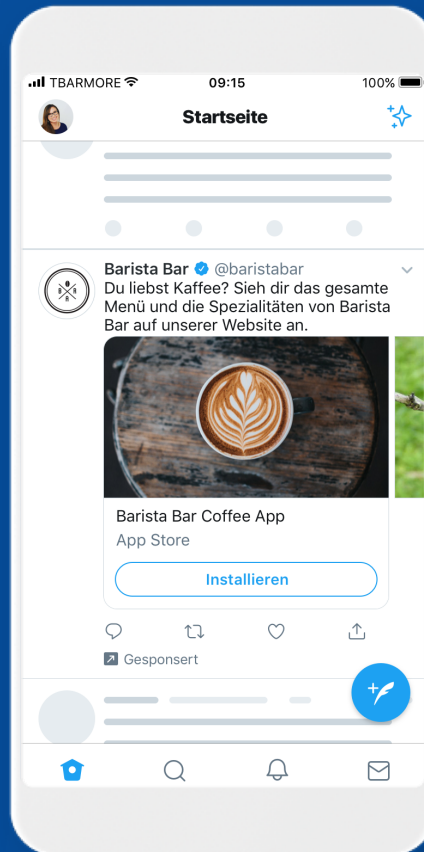 TBARMORE 09:15 100%
Startseite
Barista Bar @baristabar
Du liebst Kaffee? Sieh dir das gesamte
Menü und die Spezialitäten von Barista
Bar auf unserer Website an.
B A R R
Barista Bar Coffee App
App Store
Installieren
Gesponsert